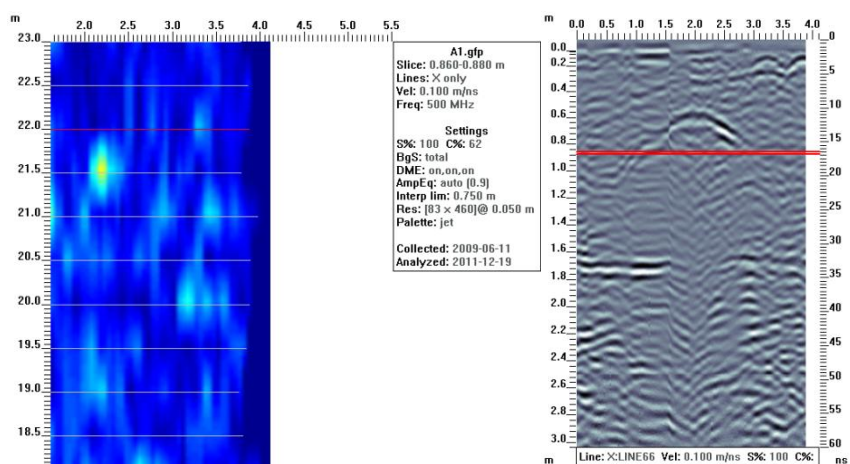 m
2.0 2.5 3.0 3.5 4.0 4.5 5.0 5.5
23.0
22.5
22.0
21.5
21.0
20.5
20.0
19.5
19.0
18.5
A1.gfp
Slice: 0.860-0.880 m
Lines: X only
Vel: 0.100 m/ns
Freq: 500 MHz
Settings
S%: 100 C%: 62
BgS: total
DME: on,on,on
AmpEq: auto (0.9)
Interp lim: 0.750 m
Res: [83 × 460]@ 0.050 m
Palette: jet
Collected: 2009-06-11
Analyzed: 2011-12-19
m
0.0 0.5 1.0 1.5 2.0 2.5 3.0 3.5 4.0
0.0
0.2
0.4
0.6
0.8
1.0
1.2
1.4
1.6
1.8
2.0
2.2
2.4
2.6
2.8
3.0
m
0
5
10
15
20
25
30
35
40
45
50
55
60
ns
Line: X:LINE66 Vel: 0.100 m/ns S%: 100 C%: